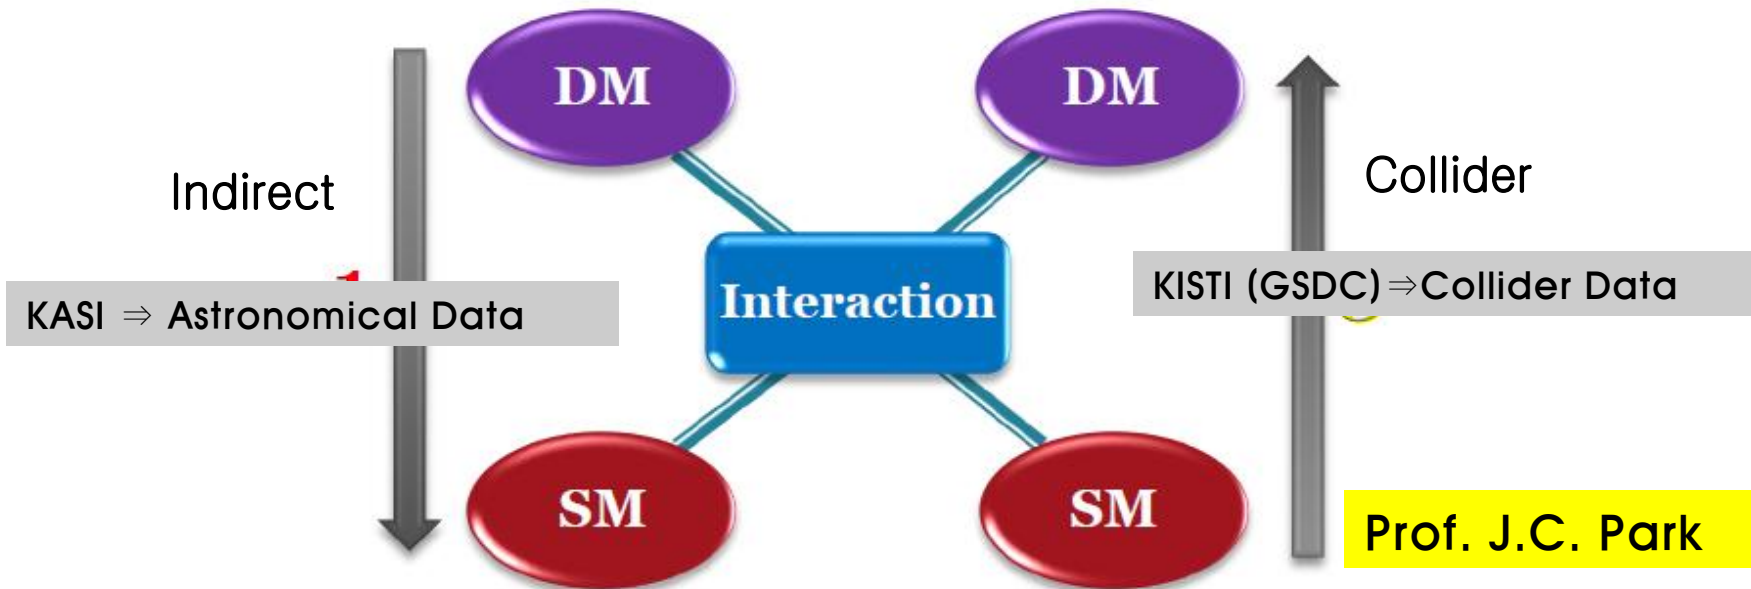 DM
DM
Indirect
Collider
KASI ⇒ Astronomical Data
Interaction
KISTI (GSDC)⇒Collider Data
SM
SM
Prof. J.C. Park